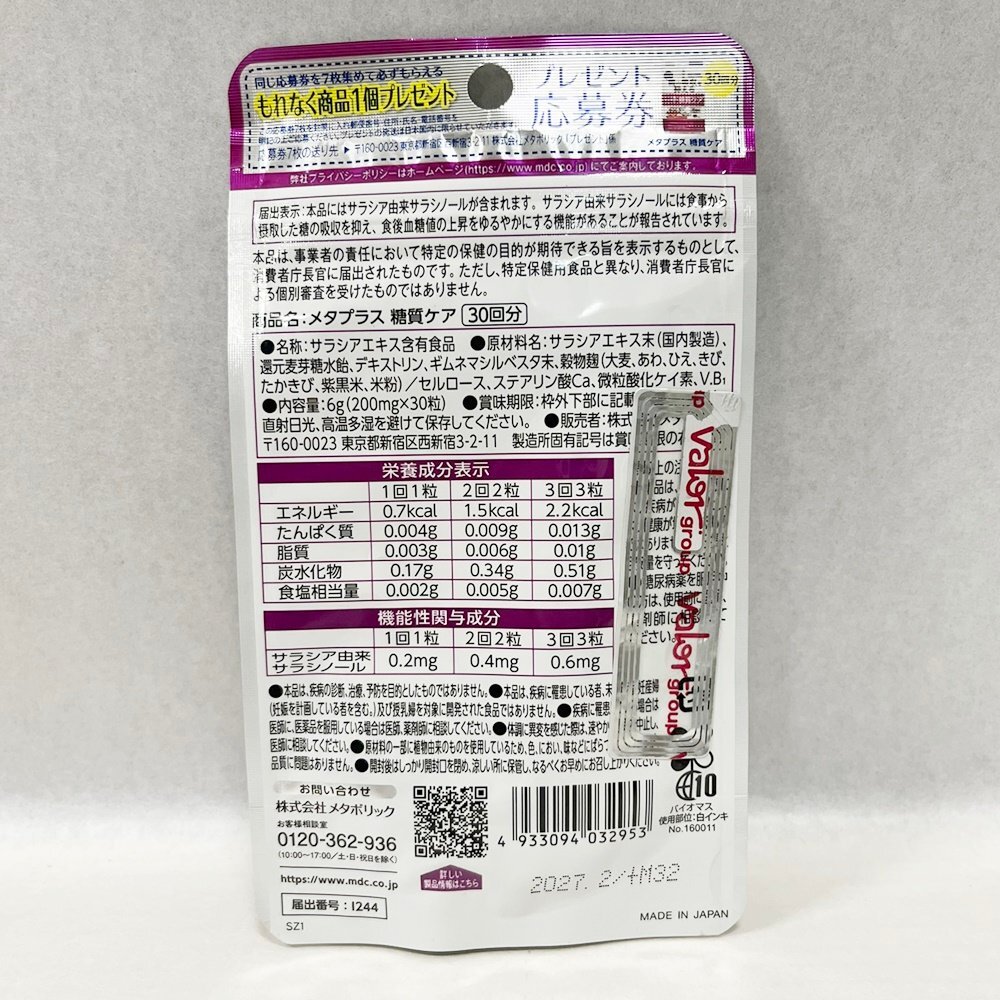 同じ応募券を7枚集めて必ずもらえる
もれなく商品1個プレゼント
プレゼント
応募券
30回分
メタプラス 糖質ケア
募券7枚の送り先 ▶ 〒160-0023 東京都新宿区西新宿3-2-11 株式会社メタボリック「プレゼント」係
弊社プライバシーポリシーはホームページ(https://www.mdc.co.jp)にてご案内しております。
届出表示:本品にはサラシア由来サラシノールが含まれます。サラシア由来サラシノールには食事から
摂取した糖の吸収を抑え、食後血糖値の上昇をゆるやかにする機能があることが報告されています。
本品は、事業者の責任において特定の保健の目的が期待できる旨を表示するものとして、
消費者庁長官に届出されたものです。ただし、特定保健用食品と異なり、消費者庁長官に
よる個別審査を受けたものではありません。
商品名:メタプラス 糖質ケア 30回分
●名称:サラシアエキス含有食品 ●原材料名:サラシアエキス末(国内製造)、
還元麦芽糖水飴、デキストリン、ギムネマシルベスタ末、穀物麹(大麦、あわ、ひえ、きび、
たかきび、紫黒米、米粉)/セルロース、ステアリン酸Ca、微粒酸化ケイ素、V.B1
●内容量:6g(200mg×30粒) ●賞味期限:枠外下部に記載
直射日光、高温多湿を避けて保存してください。 ●販売者:株式
〒160-0023 東京都新宿区西新宿3-2-11 製造所固有記号は賞
栄養成分表示
1回1粒 2回2粒 3回3粒
エネルギー 0.7kcal 1.5kcal 2.2kcal
たんぱく質 0.004g 0.009g 0.013g
脂質 0.003g 0.006g 0.01g
炭水化物 0.17g 0.34g 0.51g
食塩相当量 0.002g 0.005g 0.007g
機能性関与成分
1回1粒 2回2粒 3回3粒
サラシア由来
サラシノール 0.2mg 0.4mg 0.6mg
valor group valor group
●本品は、疾病の診断、治療、予防を目的としたものではありません。●本品は、疾病に罹患している者、未
(妊娠を計画している者を含む。)及び授乳婦を対象に開発された食品ではありません。●疾病に罹患
医師に、医薬品を服用している場合は医師、薬剤師に相談してください。●体調に異変を感じた際は、速やか
医師に相談してください。●原材料の一部に植物由来のものを使用しているため、色、におい、味などにばらつ
品質に問題はありません。●開封後はしっかり開封口を閉め、涼しい所に保管し、なるべくお早めにお召し上がりください。
お問い合わせ
株式会社 メタボリック
お客様相談室
0120-362-936
(10:00~17:00/土・日・祝日を除く)
https://www.mdc.co.jp
届出番号:I244
SZ1
詳しい
製品情報はこちら
4 933094 032953
10
バイオマス
使用部位:白インキ
No.160011
2027. 2/+M32
MADE IN JAPAN